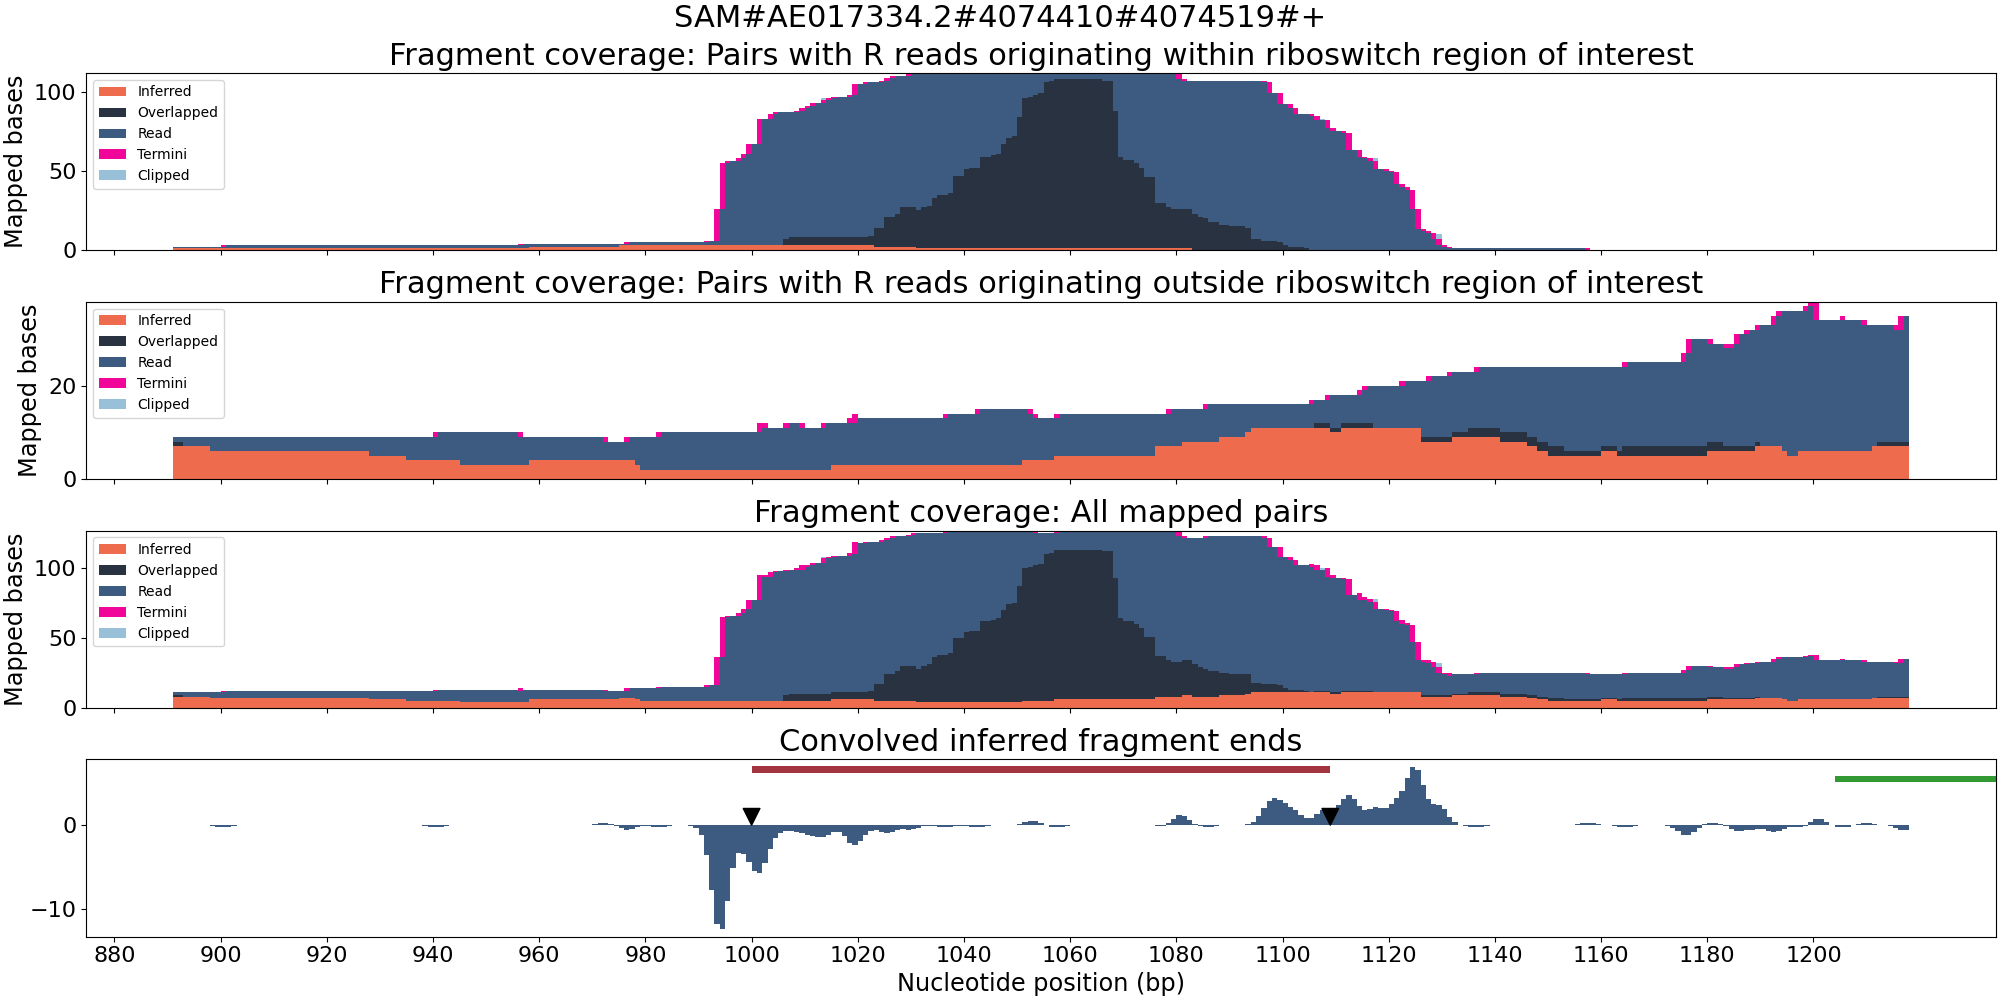 SAM#AE017334.2#4074410#4074519#+
Fragment coverage: Pairs with R reads originating within riboswitch region of interest
Mapped bases
100
50
0
Inferred
Overlapped
Read
Termini
Clipped
Fragment coverage: Pairs with R reads originating outside riboswitch region of interest
Mapped bases
20
0
Inferred
Overlapped
Read
Termini
Clipped
Fragment coverage: All mapped pairs
Mapped bases
100
50
0
Inferred
Overlapped
Read
Termini
Clipped
Convolved inferred fragment ends
0
−10
880 900 920 940 960 980 1000 1020 1040 1060 1080 1100 1120 1140 1160 1180 1200
Nucleotide position (bp)